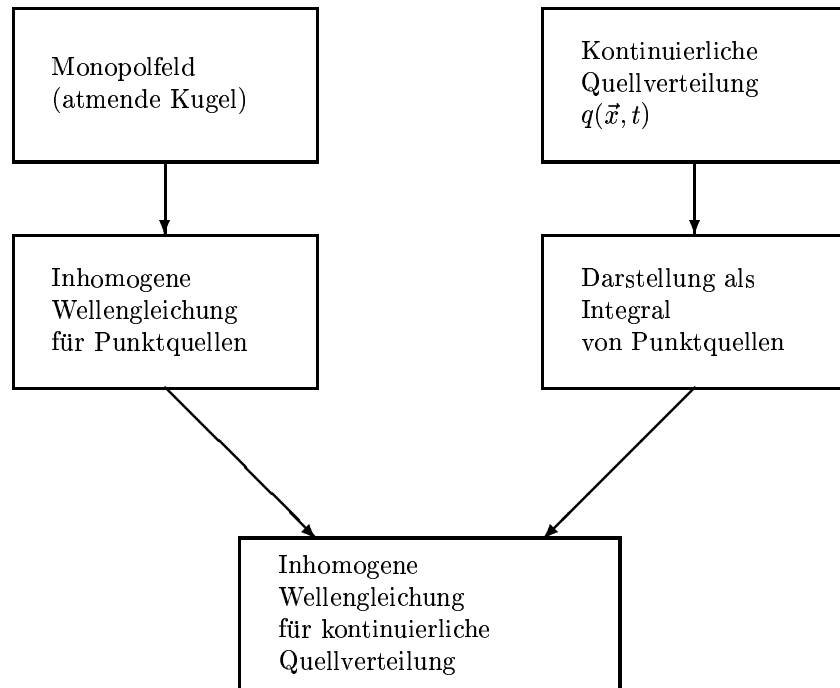 Monopolfeld
(atmende Kugel)
Kontinuierliche
Quellverteilung
q(x⃗, t)
Inhomogene
Wellengleichung
für Punktquellen
Darstellung als
Integral
von Punktquellen
Inhomogene
Wellengleichung
für kontinuierliche
Quellverteilung